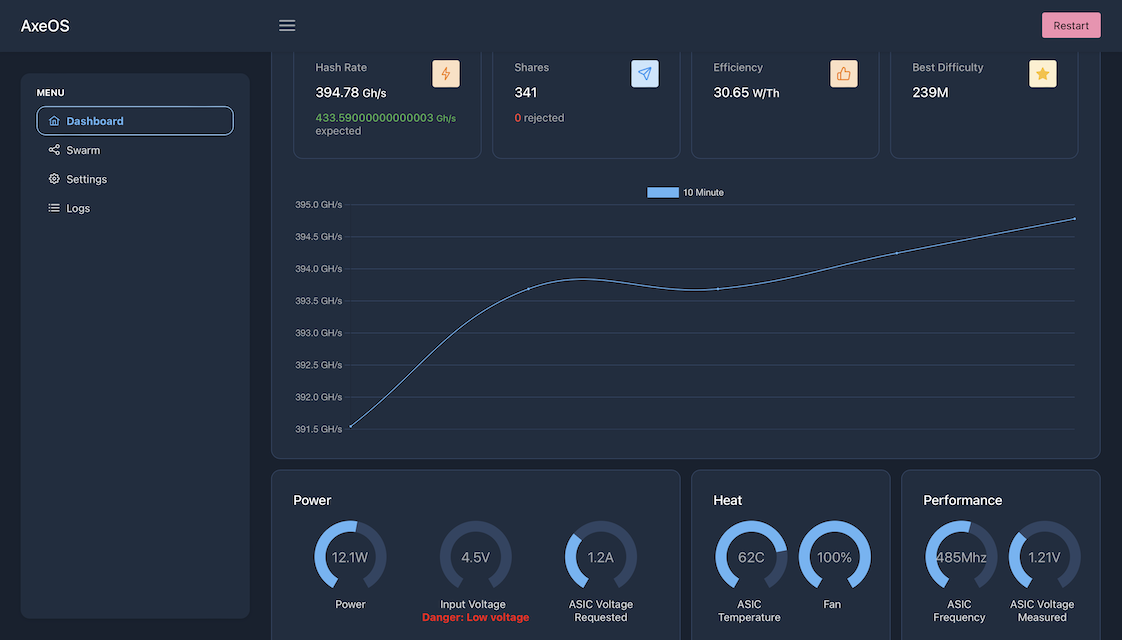 AxeOS
Restart
MENU
Dashboard
Swarm
Settings
Logs
Hash Rate
394.78 Gh/s
433.59000000000003 Gh/s
expected
Shares
341
0 rejected
Efficiency
30.65 W/Th
Best Difficulty
239M
10 Minute
395.0 GH/s
394.5 GH/s
394.0 GH/s
393.5 GH/s
393.0 GH/s
392.5 GH/s
392.0 GH/s
391.5 GH/s
Power
12.1W
Power
4.5V
Input Voltage
Danger: Low voltage
1.2A
ASIC Voltage
Requested
Heat
62C
ASIC
Temperature
100%
Fan
Performance
485Mhz
ASIC
Frequency
1.21V
ASIC Voltage
Measured